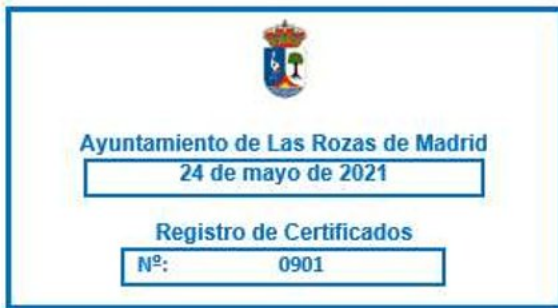 Ayuntamiento de Las Rozas de Madrid
24 de mayo de 2021
Registro de Certificados
Nº: 0901